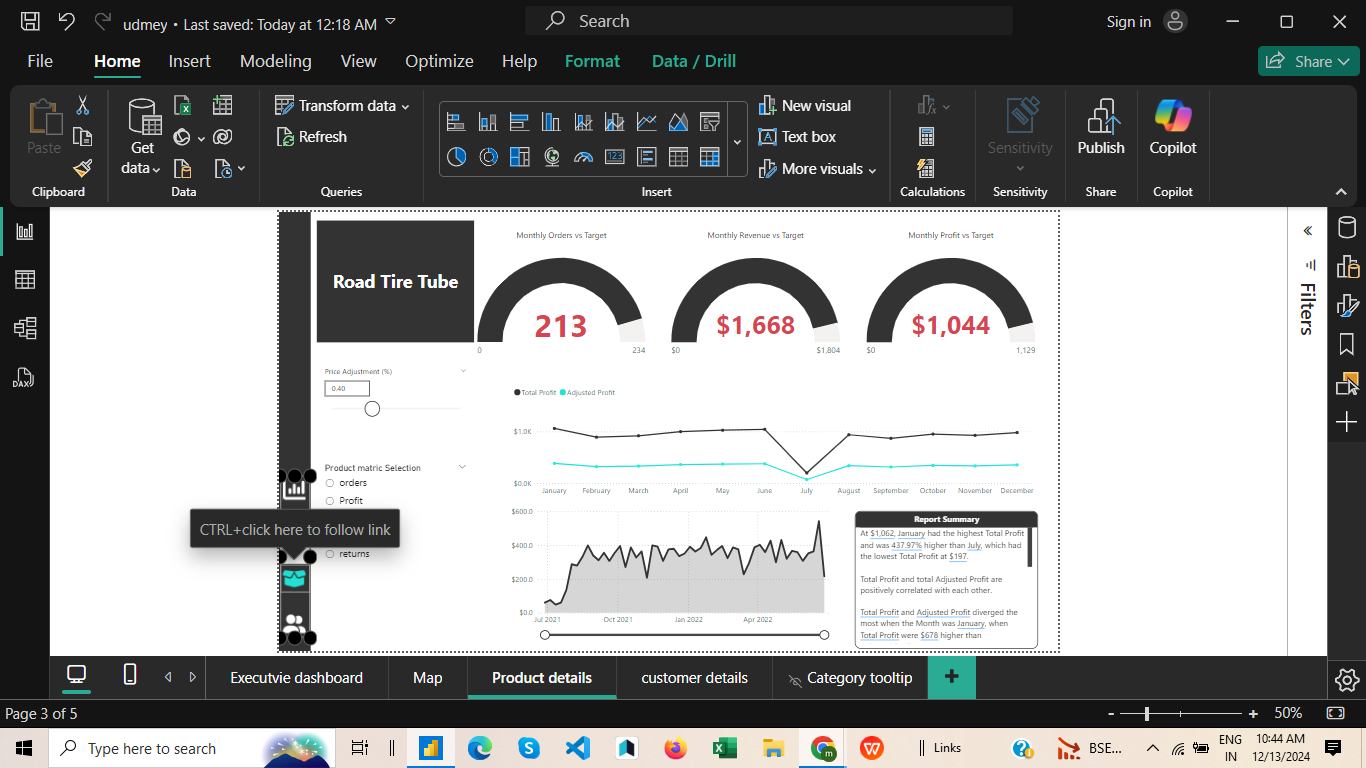 udmey • Last saved: Today at 12:18 AM
Search
Sign in
File
Home
Insert
Modeling
View
Optimize
Help
Format
Data / Drill
Share
Paste
Clipboard
Get
data
Data
Transform data
Refresh
Queries
New visual
Text box
More visuals
Insert
Calculations
Sensitivity
Sensitivity
Publish
Share
Copilot
Copilot
Road Tire Tube
Monthly Orders vs Target
213
0
234
Monthly Revenue vs Target
$1,668
$0
$1,804
Monthly Profit vs Target
$1,044
$0
1,129
Filters
DAX
Price Adjustment (%)
0.40
Total Profit
Adjusted Profit
$1.0K
$0.0K
January
February
March
April
May
June
July
August
September
October
November
December
Product matric Selection
orders
Profit
returns
CTRL+click here to follow link
$600.0
$400.0
$200.0
$0.0
Jul 2021
Oct 2021
Jan 2022
Apr 2022
Report Summary
At $1,062, January had the highest Total Profit
and was 437.97% higher than July, which had
the lowest Total Profit at $197.
Total Profit and total Adjusted Profit are
positively correlated with each other.
Total Profit and Adjusted Profit diverged the
most when the Month was January, when
Total Profit were $678 higher than
Executvie dashboard
Map
Product details
customer details
Category tooltip
Page 3 of 5
50%
Type here to search
Links
BSE...
ENG
IN
10:44 AM
12/13/2024